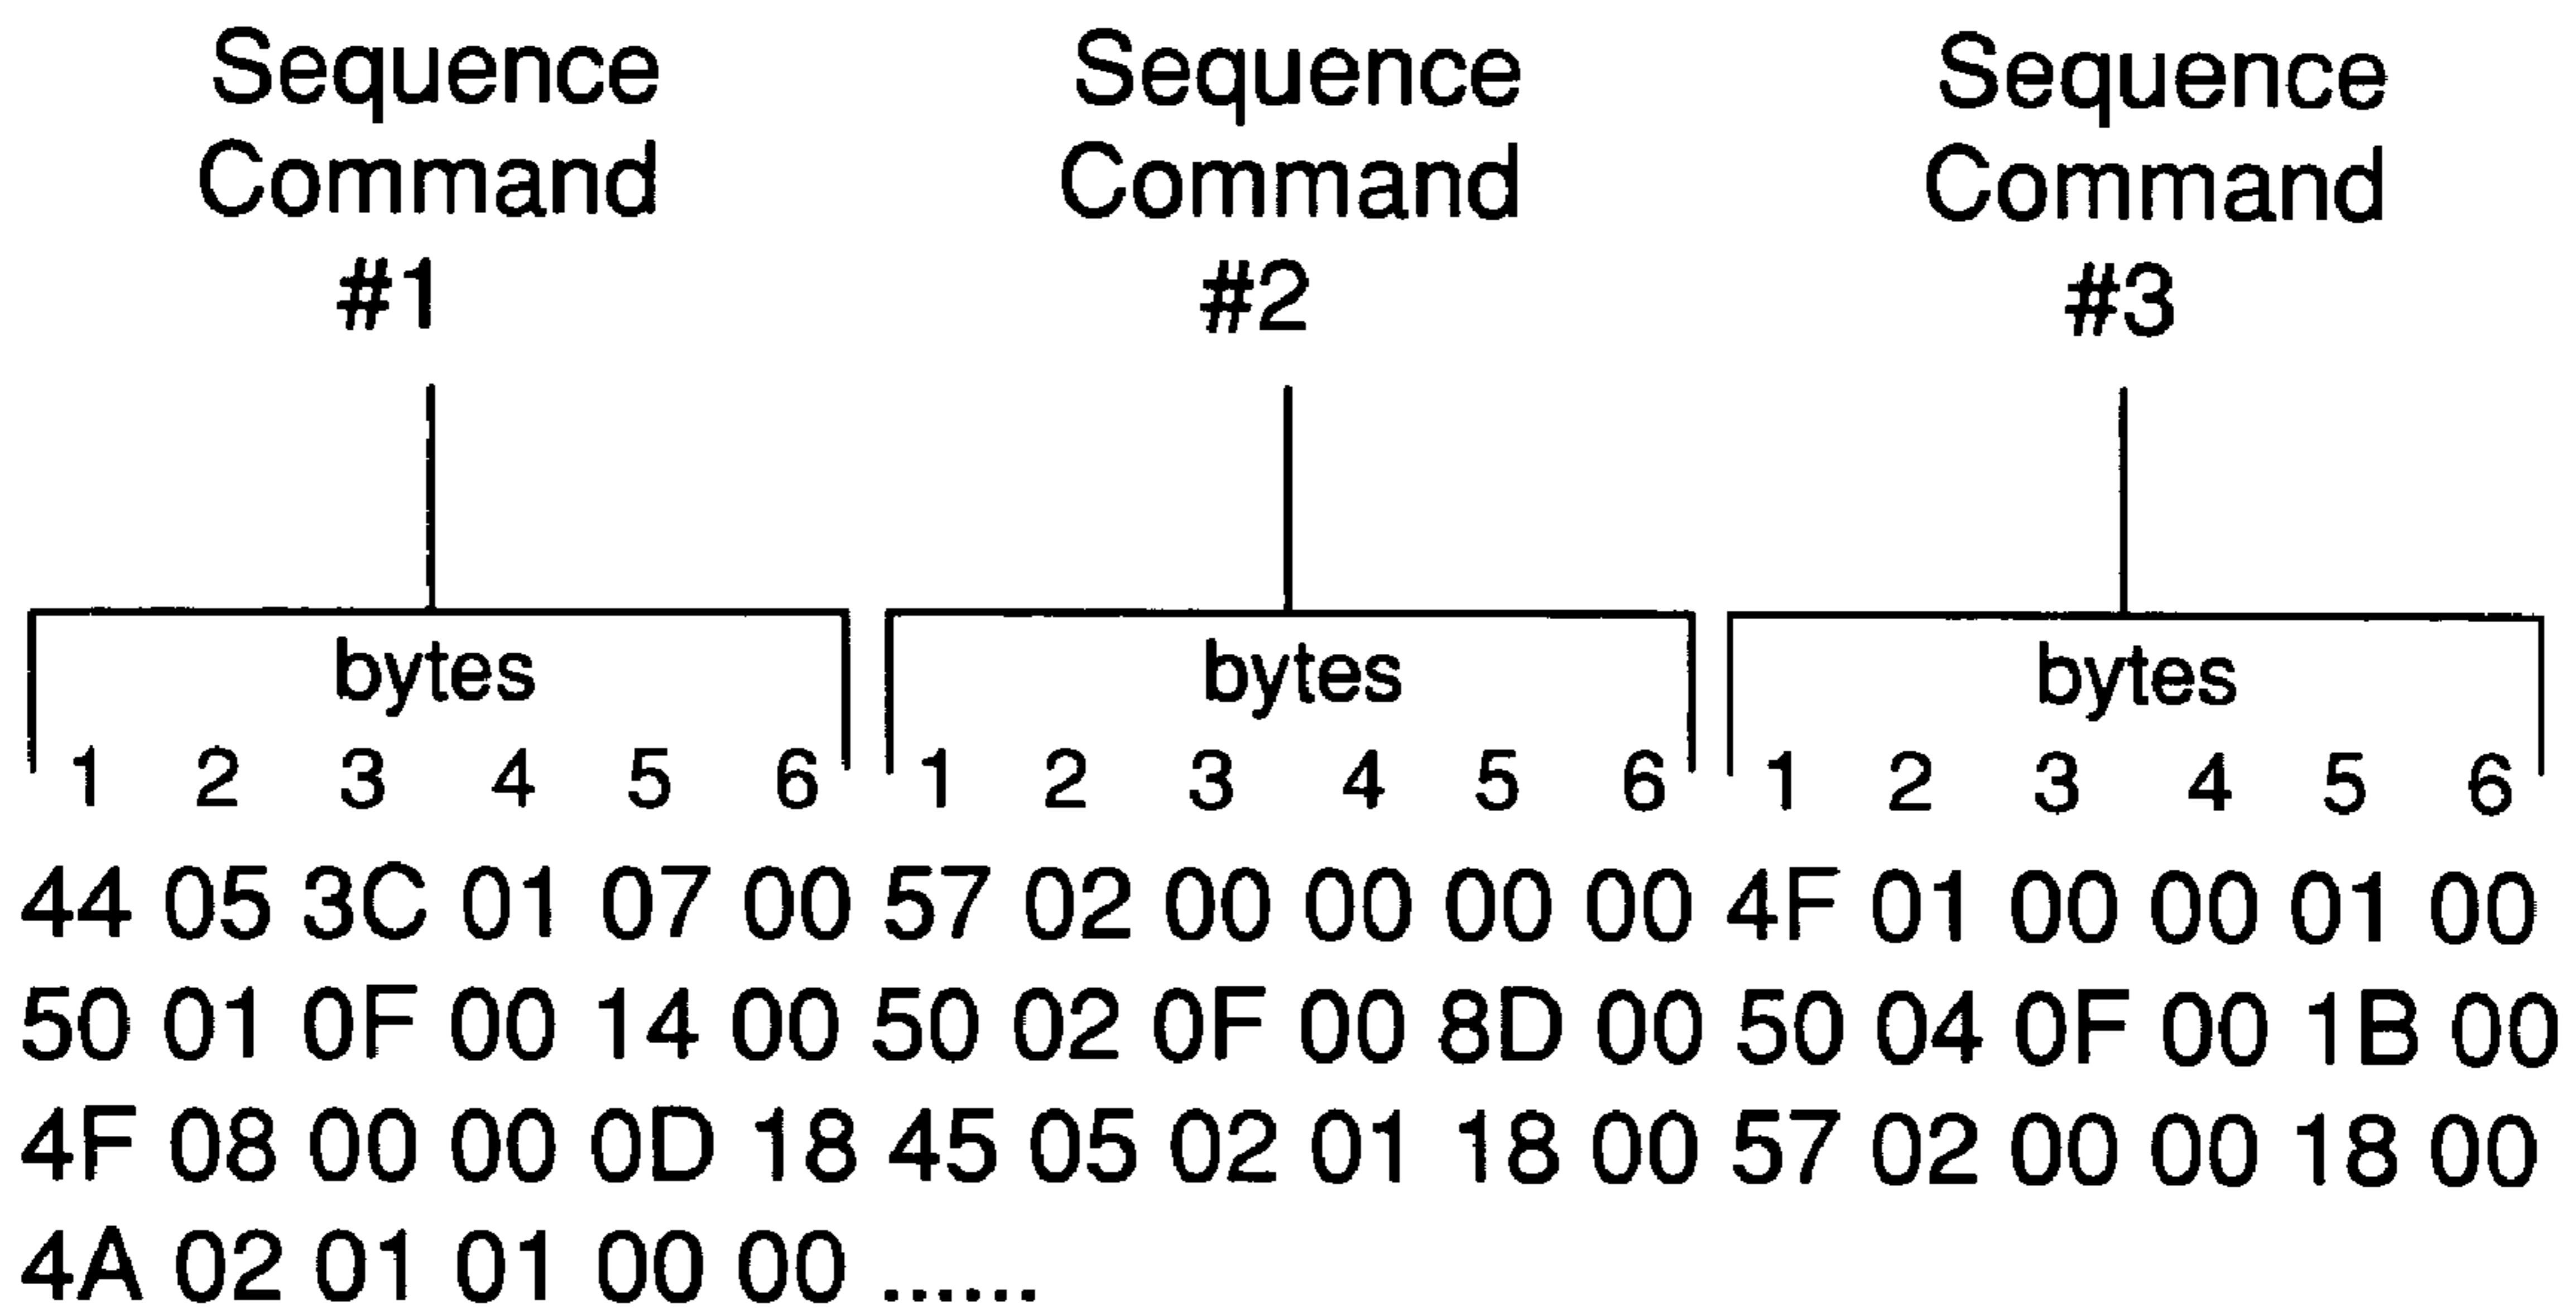 Sequence Sequence Sequence
Command Command Command
#1 #2 #3
bytes bytes bytes
1 2 3 4 5 6 1 2 3 4 5 6 1 2 3 4 5 6
44 05 3C 01 07 00 57 02 00 00 00 00 4F 01 00 00 01 00
50 01 0F 00 14 00 50 02 0F 00 8D 00 50 04 0F 00 1B 00
4F 08 00 00 0D 18 45 05 02 01 18 00 57 02 00 00 18 00
4A 02 01 01 00 00 ......